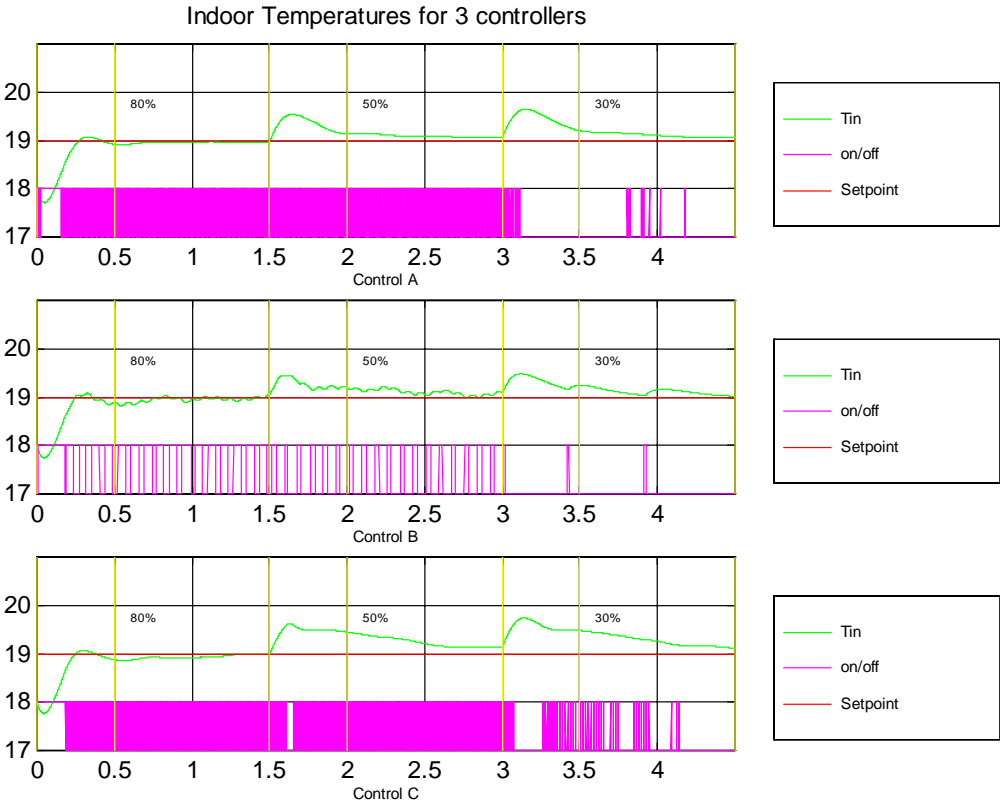 Indoor Temperatures for 3 controllers
20
19
18
17
80%
50%
30%
0 0.5 1 1.5 2 2.5 3 3.5 4
Control A
Tin
on/off
Setpoint
20
19
18
17
80%
50%
30%
0 0.5 1 1.5 2 2.5 3 3.5 4
Control B
Tin
on/off
Setpoint
20
19
18
17
80%
50%
30%
0 0.5 1 1.5 2 2.5 3 3.5 4
Control C
Tin
on/off
Setpoint